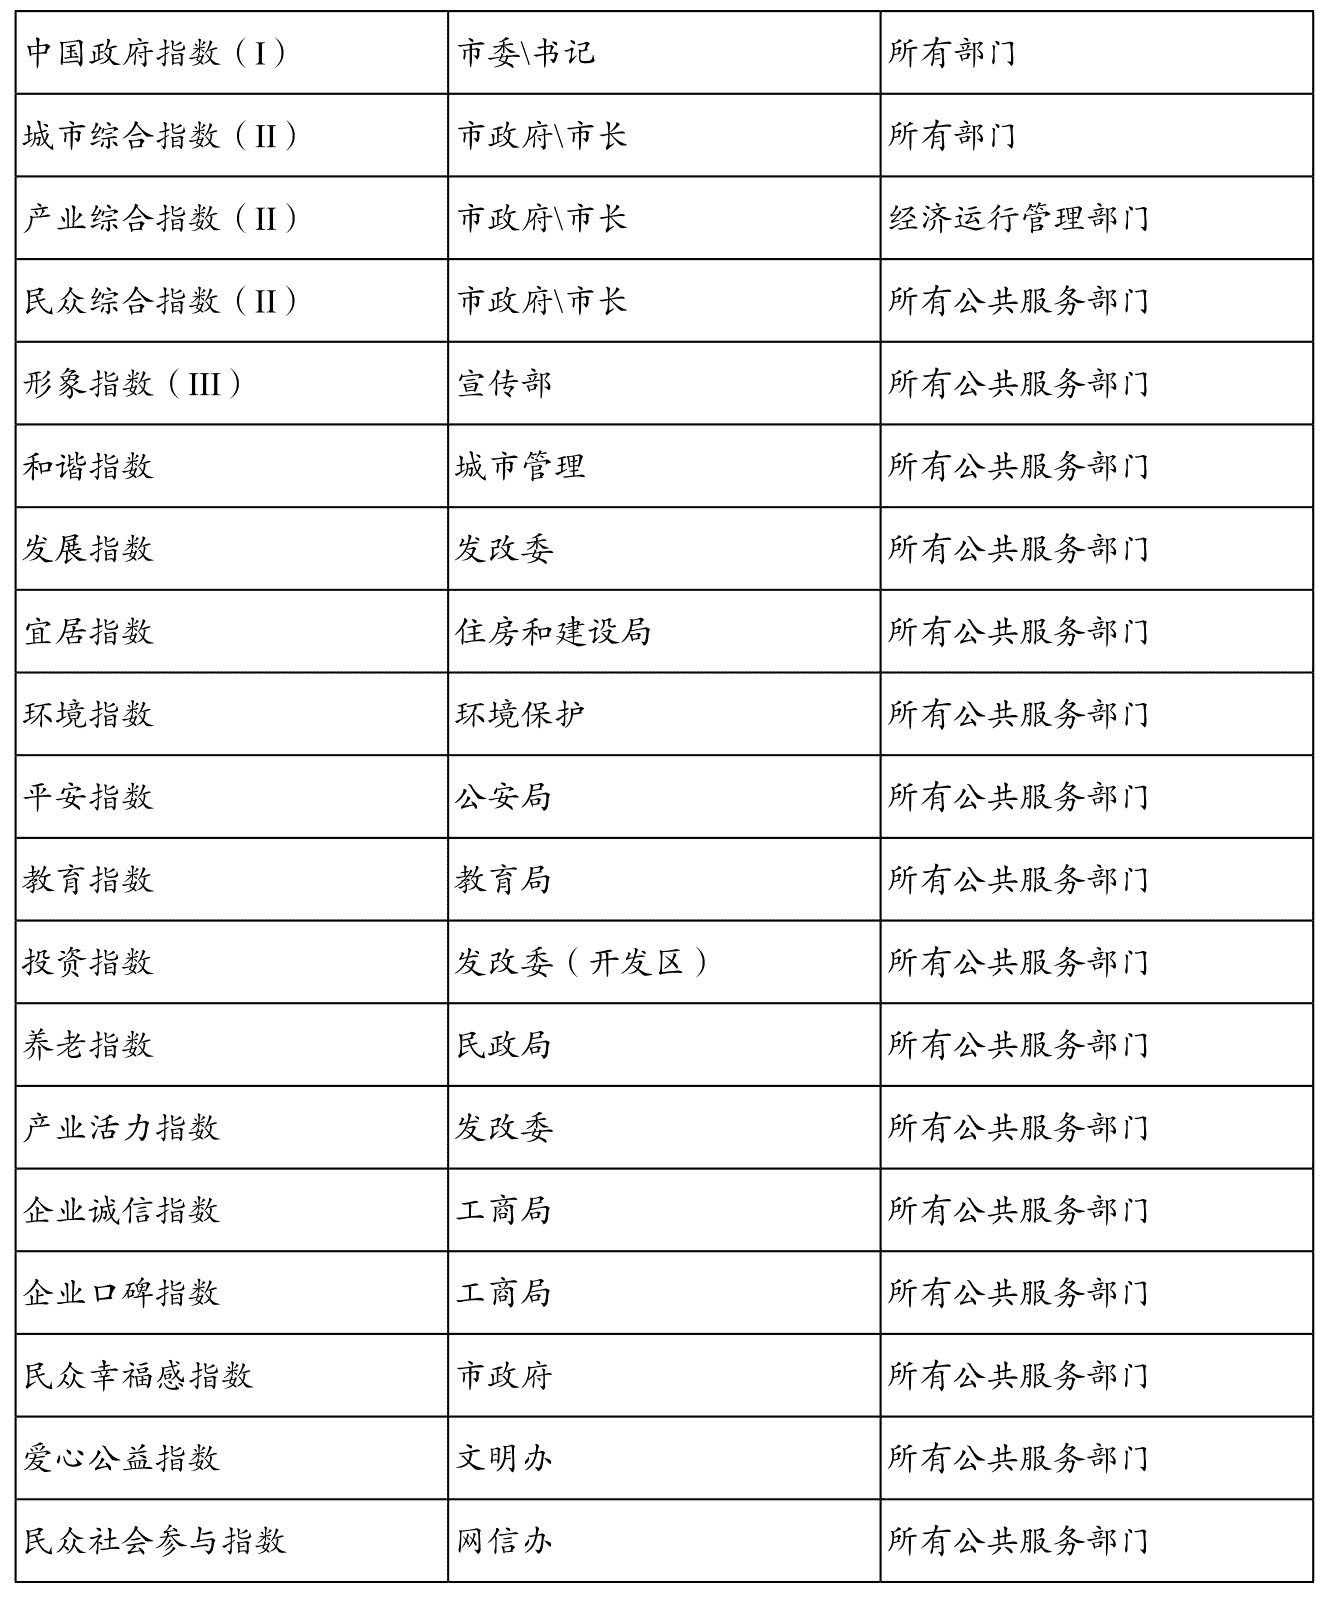 中国政府指数（I） 市委\书记 所有部门
城市综合指数（II） 市政府\市长 所有部门
产业综合指数（II） 市政府\市长 经济运行管理部门
民众综合指数（II） 市政府\市长 所有公共服务部门
形象指数（III） 宣传部 所有公共服务部门
和谐指数 城市管理 所有公共服务部门
发展指数 发改委 所有公共服务部门
宜居指数 住房和建设局 所有公共服务部门
环境指数 环境保护 所有公共服务部门
平安指数 公安局 所有公共服务部门
教育指数 教育局 所有公共服务部门
投资指数 发改委（开发区） 所有公共服务部门
养老指数 民政局 所有公共服务部门
产业活力指数 发改委 所有公共服务部门
企业诚信指数 工商局 所有公共服务部门
企业口碑指数 工商局 所有公共服务部门
民众幸福感指数 市政府 所有公共服务部门
爱心公益指数 文明办 所有公共服务部门
民众社会参与指数 网信办 所有公共服务部门